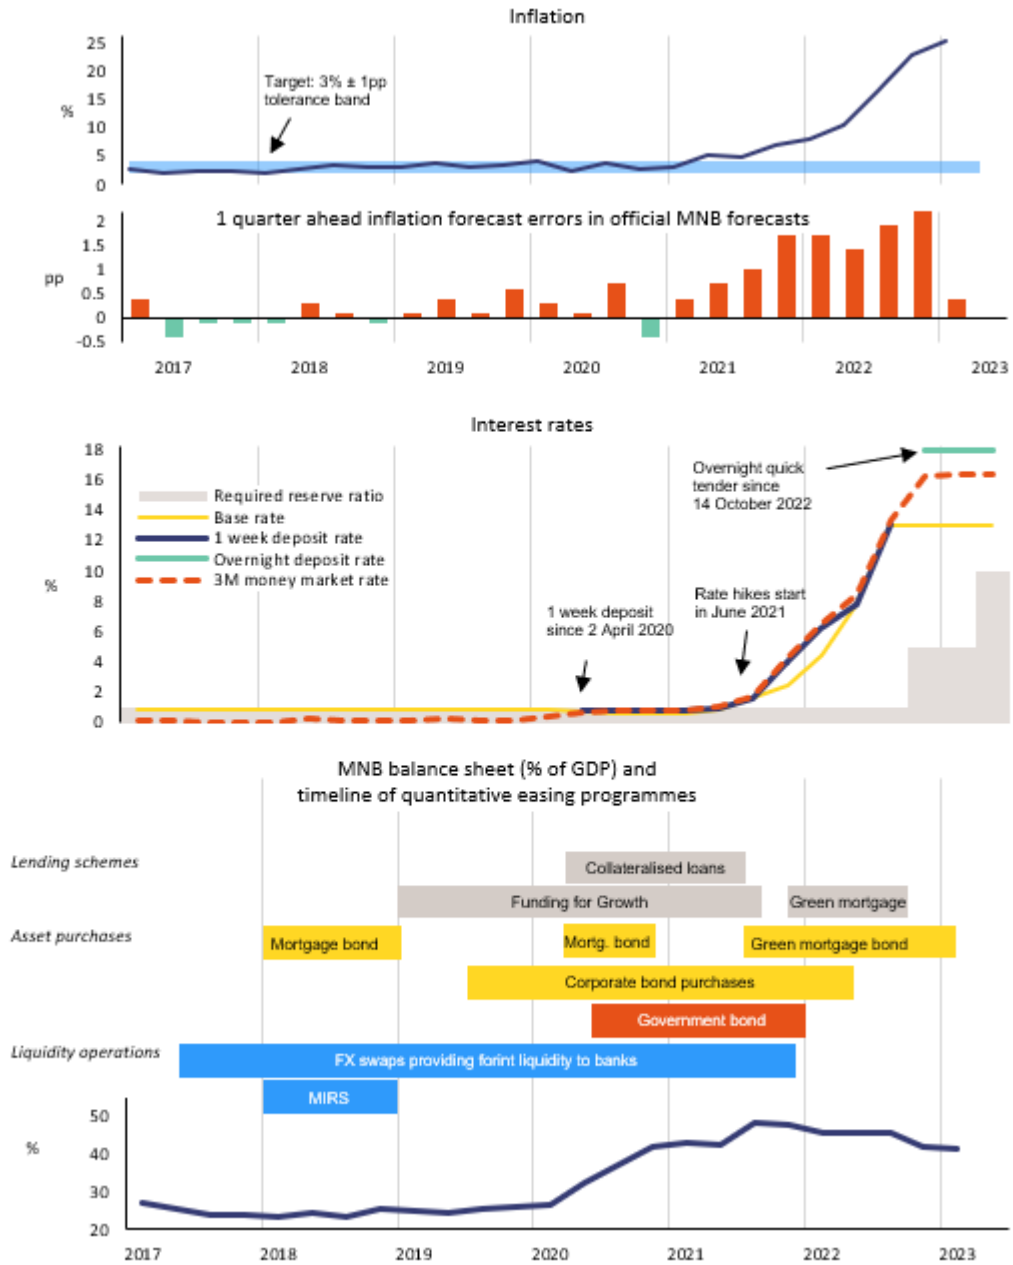 Inflation
25
20
15
10
5
0
%
Target: 3% ± 1pp
tolerance band
1 quarter ahead inflation forecast errors in official MNB forecasts
2
1.5
1
0.5
0
-0.5
pp
2017 2018 2019 2020 2021 2022 2023
Interest rates
18
16
14
12
10
8
6
4
2
0
%
Required reserve ratio
Base rate
1 week deposit rate
Overnight deposit rate
3M money market rate
Overnight quick
tender since
14 October 2022
1 week deposit
since 2 April 2020
Rate hikes start
in June 2021
MNB balance sheet (% of GDP) and
timeline of quantitative easing programmes
Lending schemes
Collateralised loans
Funding for Growth
Green mortgage
Asset purchases
Mortgage bond
Mortg. bond
Green mortgage bond
Corporate bond purchases
Government bond
Liquidity operations
FX swaps providing forint liquidity to banks
MIRS
50
40
30
20
%
2017 2018 2019 2020 2021 2022 2023